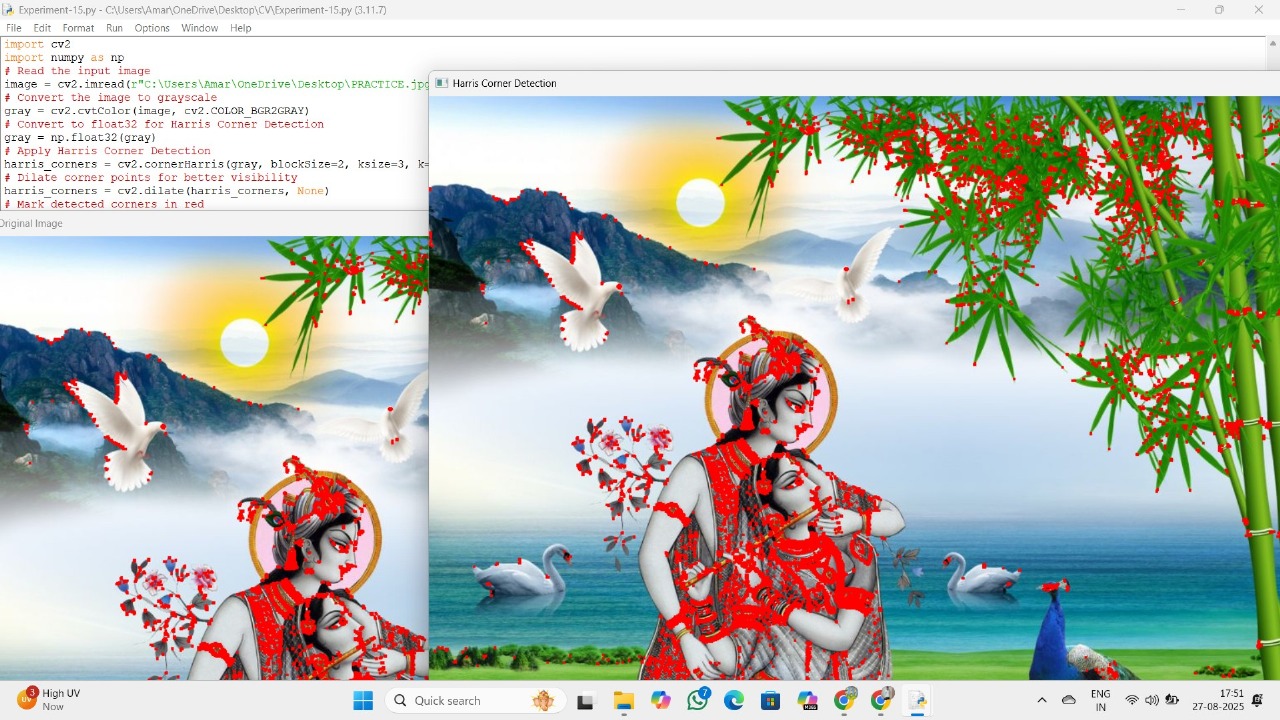 Experiment-15.py - C:\Users\Amar\OneDrive\Desktop\CV\Experiment-15.py (3.11.7)
File Edit Format Run Options Window Help
import cv2
import numpy as np
# Read the input image
image = cv2.imread(r"C:\Users\Amar\OneDrive\Desktop\PRACTICE.jpg
# Convert the image to grayscale
gray = cv2.cvtColor(image, cv2.COLOR_BGR2GRAY)
# Convert to float32 for Harris Corner Detection
gray = np.float32(gray)
# Apply Harris Corner Detection
harris_corners = cv2.cornerHarris(gray, blockSize=2, ksize=3, k=
# Dilate corner points for better visibility
harris_corners = cv2.dilate(harris_corners, None)
# Mark detected corners in red
Harris Corner Detection
Original Image
3
High UV
Now
Quick search
M365
7
ENG
IN
17:51
27-08-2025